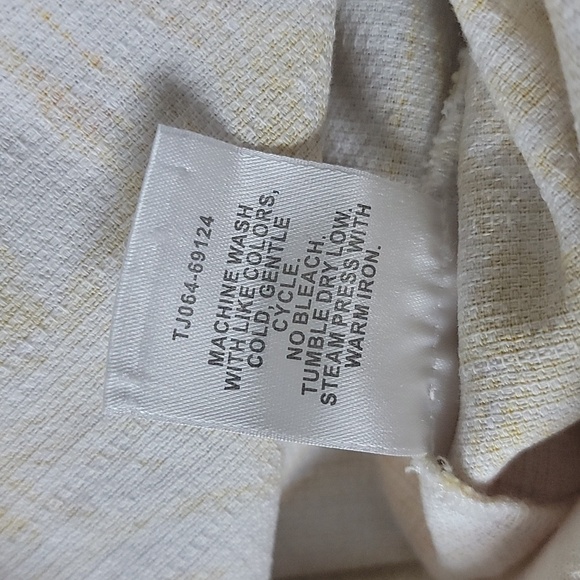 TJ064-69124
MACHINE WASH
WITH LIKE COLORS,
COLD, GENTLE
CYCLE.
NO BLEACH.
TUMBLE DRY LOW.
STEAM PRESS WITH
WARM IRON.